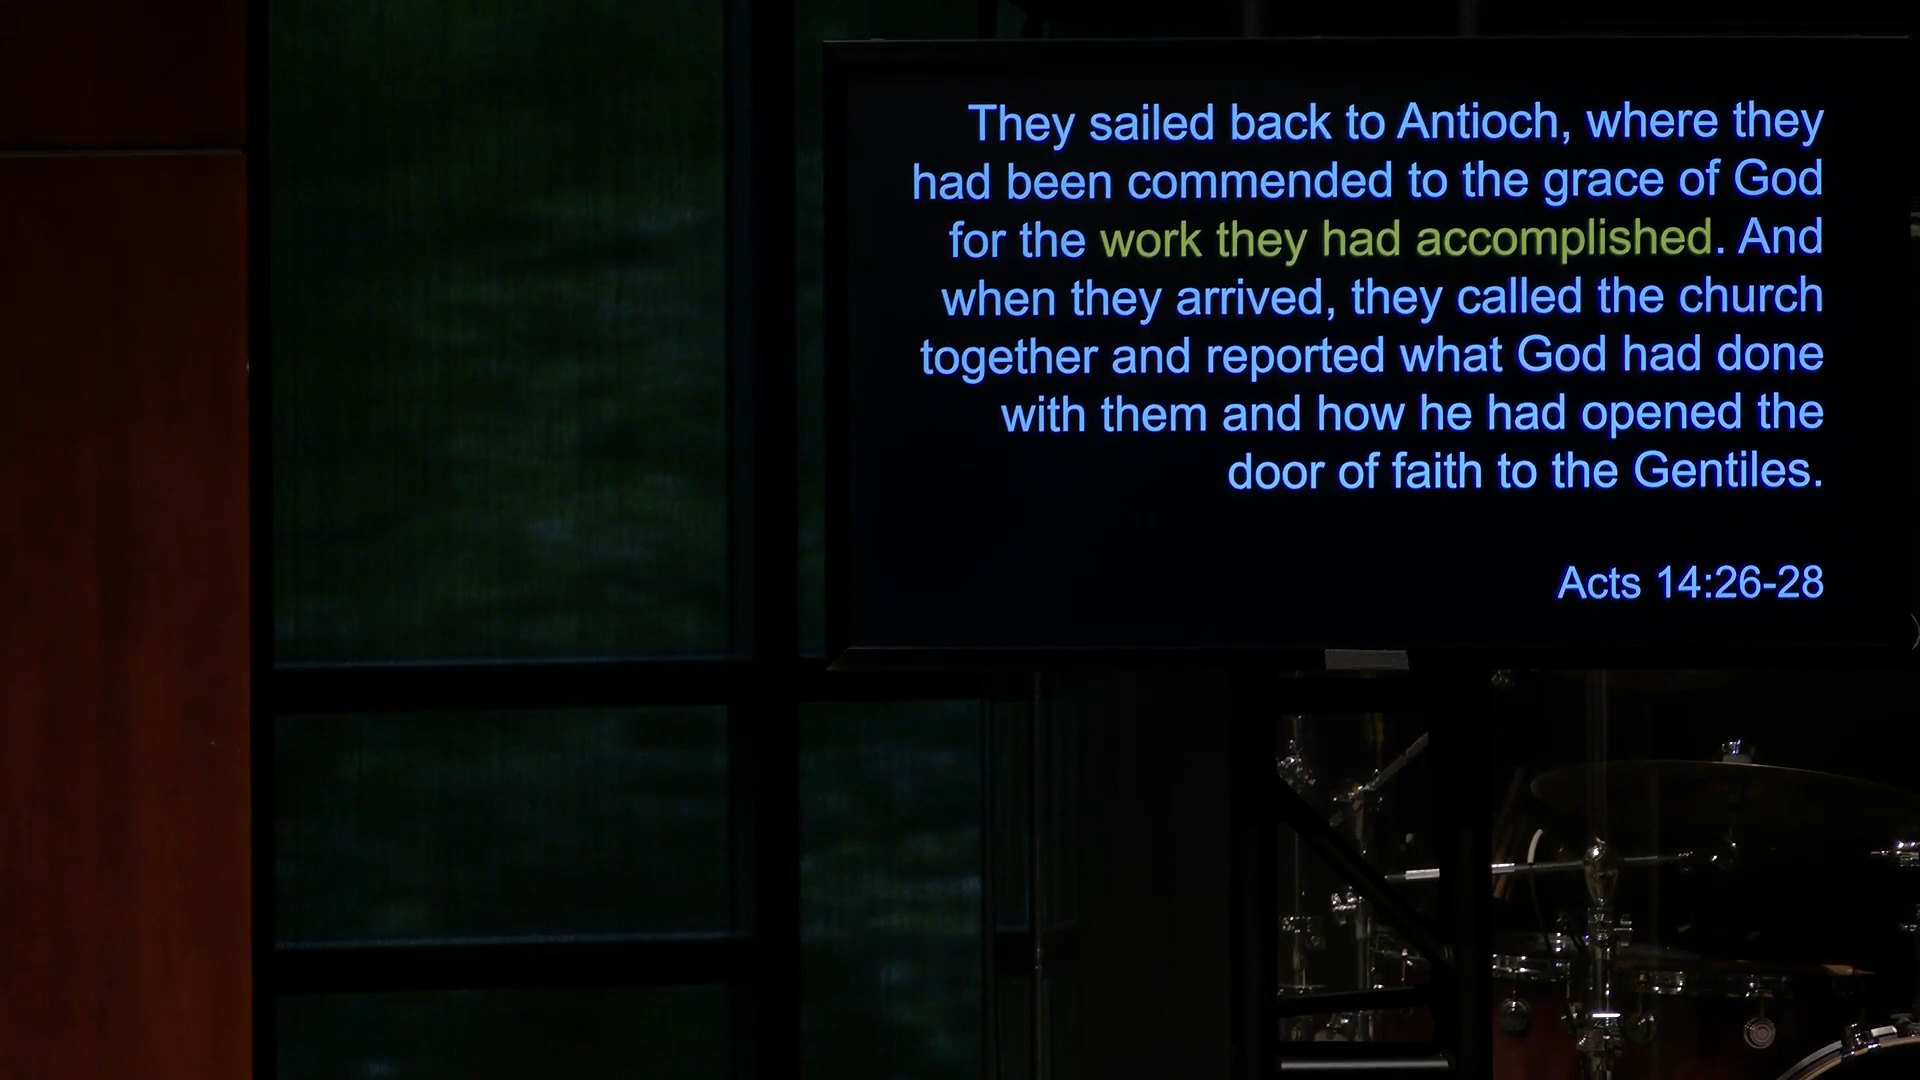 They sailed back to Antioch, where they
had been commended to the grace of God
for the work they had accomplished. And
when they arrived, they called the church
together and reported what God had done
with them and how he had opened the
door of faith to the Gentiles.
Acts 14:26-28